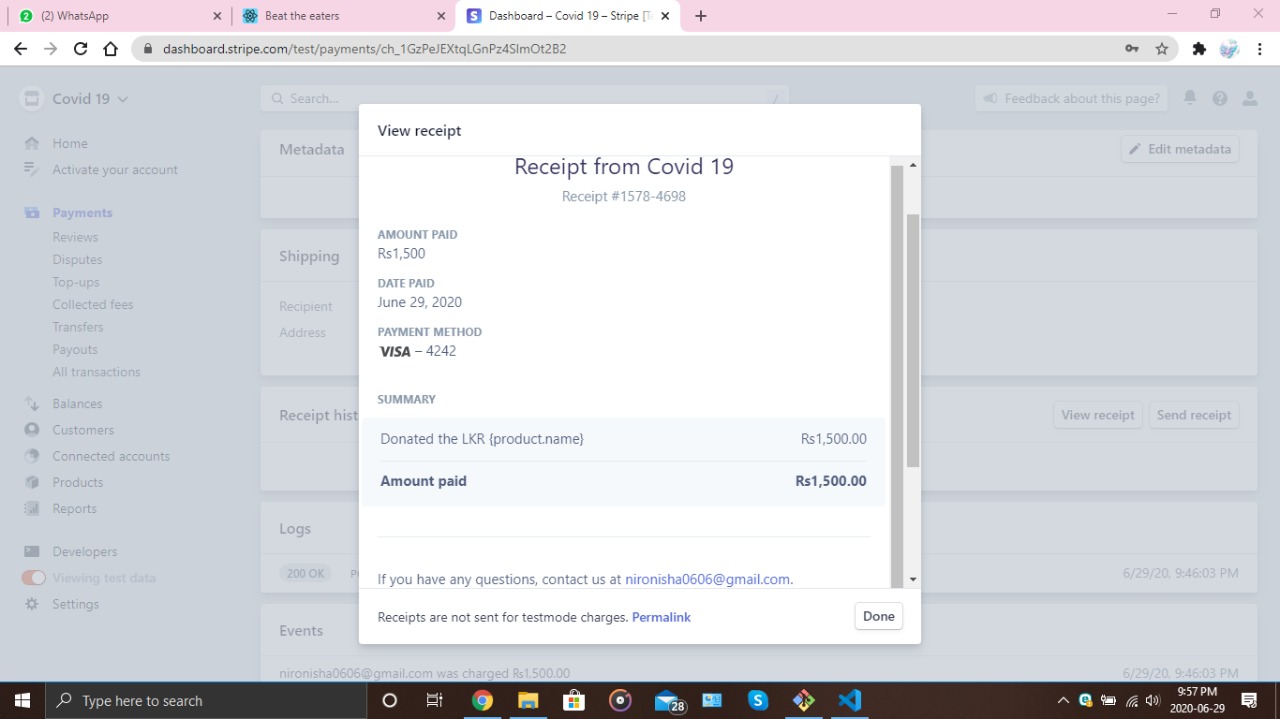 (2) WhatsApp
Beat the eaters
Dashboard – Covid 19 – Stripe [Te
dashboard.stripe.com/test/payments/ch_1GzPeJEXtqLGnPz4SlmOt2B2
Covid 19
Search...
/
Feedback about this page?
Home
Activate your account
Payments
Reviews
Disputes
Top-ups
Collected fees
Transfers
Payouts
All transactions
Balances
Customers
Connected accounts
Products
Reports
Developers
Viewing test data
Settings
Metadata
Edit metadata
Shipping
Recipient
Address
Receipt hist
View receipt
Send receipt
Logs
200 OK
6/29/20, 9:46:03 PM
Events
nironisha0606@gmail.com was charged Rs1,500.00
6/29/20, 9:46:03 PM
View receipt
Receipt from Covid 19
Receipt #1578-4698
AMOUNT PAID
Rs1,500
DATE PAID
June 29, 2020
PAYMENT METHOD
VISA – 4242
SUMMARY
Donated the LKR {product.name} Rs1,500.00
Amount paid Rs1,500.00
If you have any questions, contact us at nironisha0606@gmail.com.
Receipts are not sent for testmode charges. Permalink
Done
Type here to search
28
9:57 PM
2020-06-29